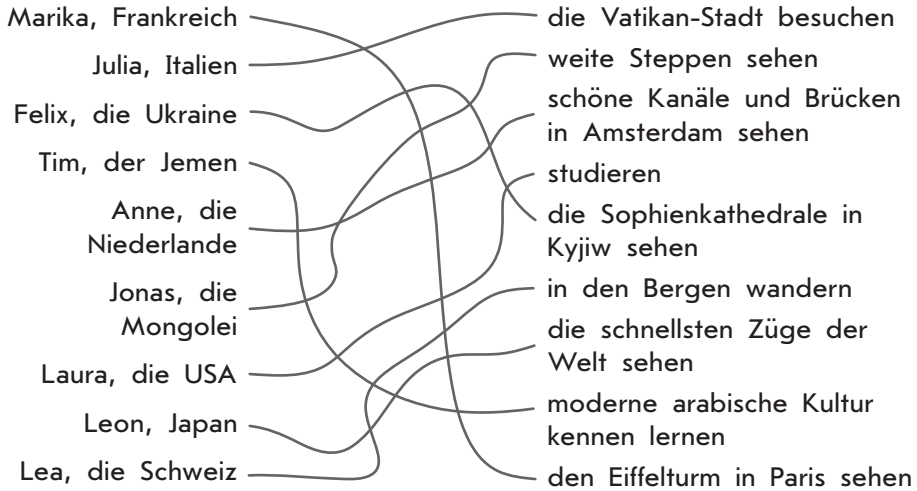 Marika, Frankreich
Julia, Italien
Felix, die Ukraine
Tim, der Jemen
Anne, die
Niederlande
Jonas, die
Mongolei
Laura, die USA
Leon, Japan
Lea, die Schweiz
die Vatikan-Stadt besuchen
weite Steppen sehen
schöne Kanäle und Brücken
in Amsterdam sehen
studieren
die Sophienkathedrale in
Kyjiw sehen
in den Bergen wandern
die schnellsten Züge der
Welt sehen
moderne arabische Kultur
kennen lernen
den Eiffelturm in Paris sehen